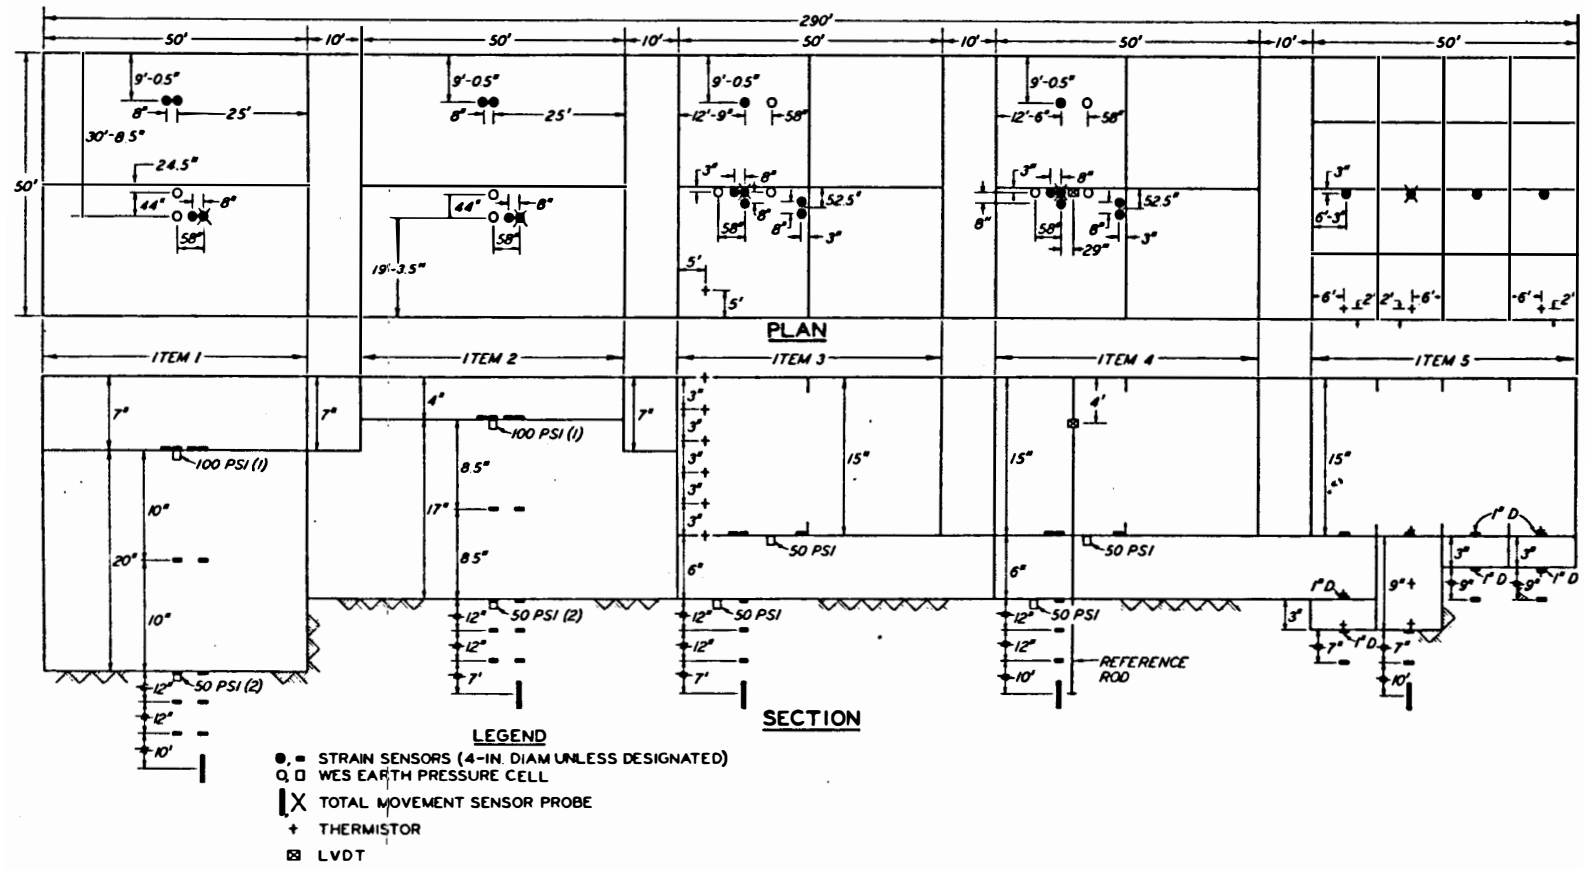 290'
50' 10' 50' 10' 50' 10' 50' 10' 50'
9'-0.5" 9'-0.5" 9'-0.5" 9'-0.5"
8" 25' 8" 25' 12'-9" 58" 12'-6" 58"
30'-8.5"
24.5" 3" 8" 3" 8" 3"
50'
44" 8" 44" 8" 52.5" 52.5"
8" 8" 8" 8" 6'-3"
58" 58" 58" 3" 58" 29" 3"
19'-3.5" 5'
5' 6' 2' 2' 6' 6' 2'
PLAN
ITEM 1 ITEM 2 ITEM 3 ITEM 4 ITEM 5
7" 7" 4" 7" 3" 4'
100 PSI (1) 100 PSI (1) 3"
10" 8.5" 3" 15" 15" 15"
17" 3"
3" 1" D
20" 8.5" 50 PSI 50 PSI 3" 3"
6" 6" 1" D 9" 9" 1" D 9" 1" D
10" 12" 50 PSI (2) 12" 50 PSI 12" 50 PSI 3"
12" 12" 12" 7" 1" D 7"
12" 50 PSI (2) 7' 7' 10' REFERENCE ROD 10'
12"
10'
SECTION
LEGEND
STRAIN SENSORS (4-IN. DIAM UNLESS DESIGNATED)
WES EARTH PRESSURE CELL
TOTAL MOVEMENT SENSOR PROBE
THERMISTOR
LVDT